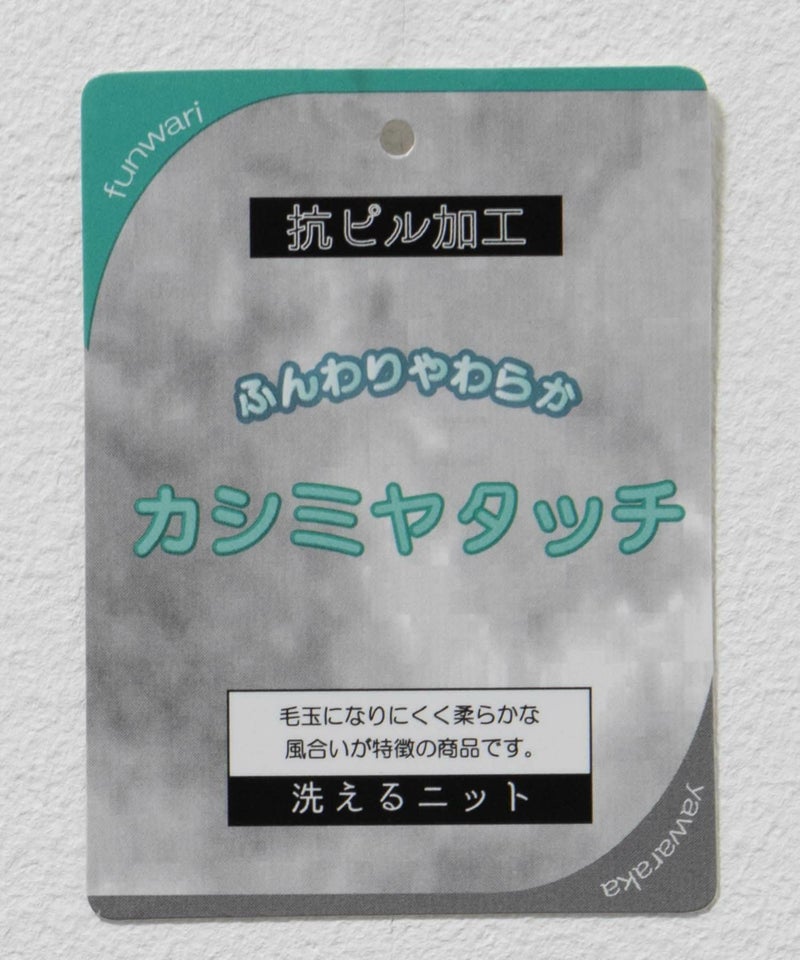 funwari
抗ピル加工
ふんわりやわらか
カシミヤタッチ
毛玉になりにくく柔らかな
風合いが特徴の商品です。
洗えるニット
yawaraka